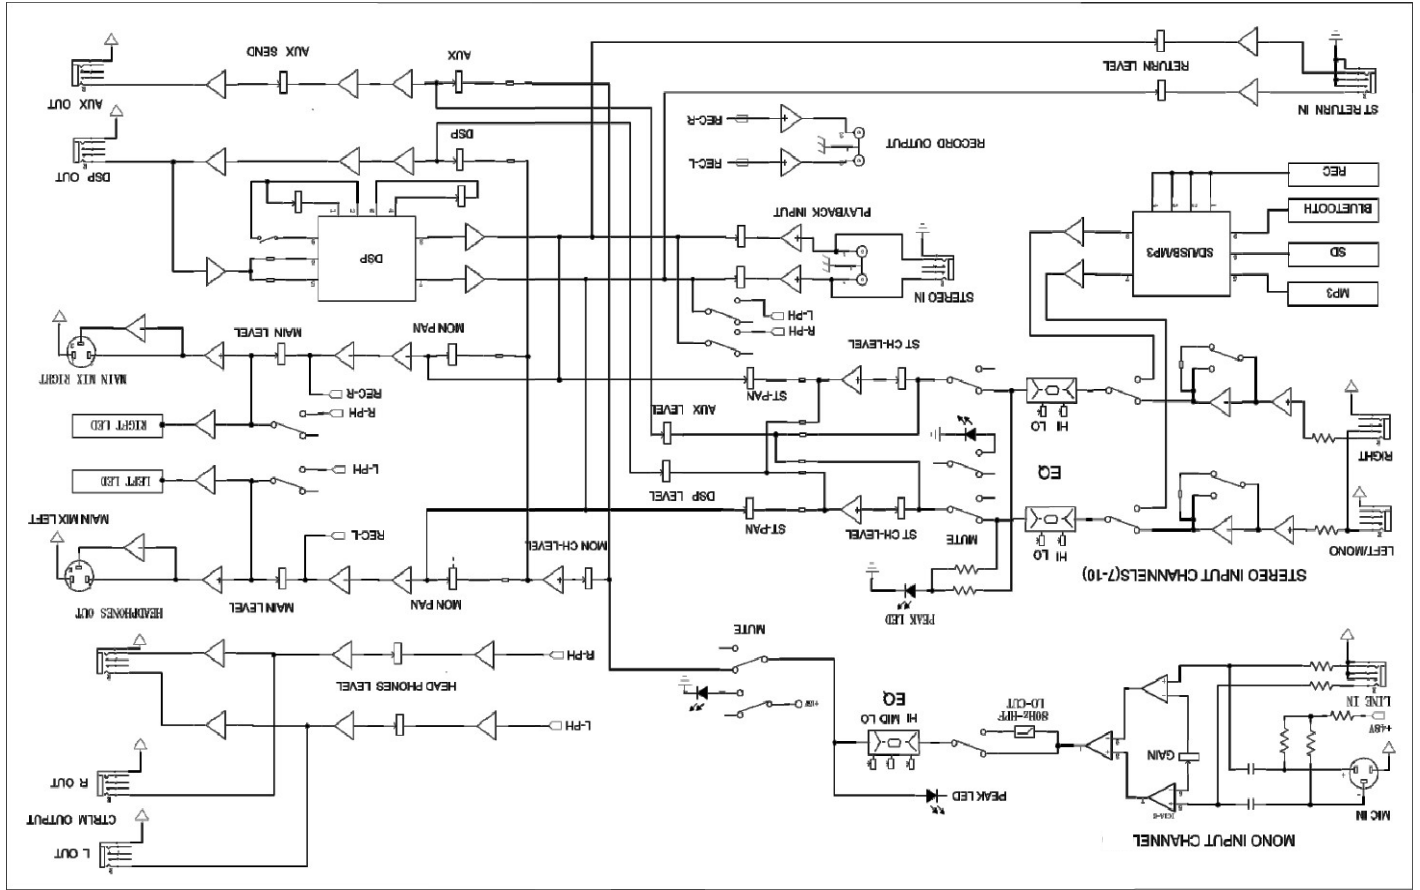 MONO INPUT CHANNEL
MIC IN
+48V
LINE IN
GAIN
80Hz-HPF
LO-CUT
PEAK LED
HI MID LO
EQ
MUTE
L OUT
CTRLM OUTPUT
R OUT
L-PH
HEAD PHONES LEVEL
R-PH
HEADPHONES OUT
STEREO INPUT CHANNELS(7-10)
LEFT/MONO
RIGHT
HI
LO
EQ
HI
LO
PEAK LED
MUTE
ST CH-LEVEL
ST-PAN
DSP LEVEL
AUX LEVEL
ST-PAN
ST CH-LEVEL
MON CH-LEVEL
MON PAN
MAIN LEVEL
REC-L
MAIN MIX LEFT
L-PH
LEFT LED
R-PH
RIGPT LED
REC-R
MAIN MIX RIGHT
MON PAN
MAIN LEVEL
MP3
SD
BLUETOOTH
REC
SD/USB/MP3
STEREO IN
PLAYBACK INPUT
R-PH
L-PH
DSP
DSP
DSP OUT
RECORD OUTPUT
REC-L
REC-R
ST RETURN IN
RETURN LEVEL
AUX
AUX SEND
AUX OUT